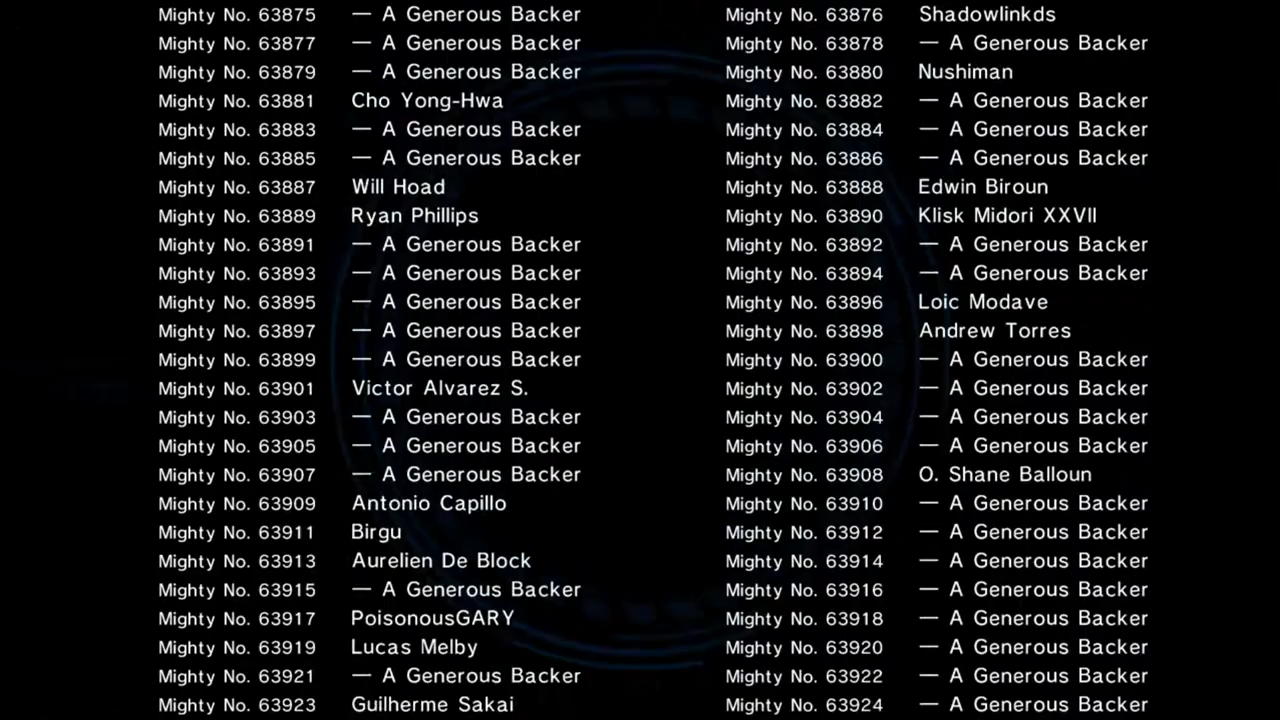 Mighty No. 63875 — A Generous Backer Mighty No. 63876 Shadowlinkds
Mighty No. 63877 — A Generous Backer Mighty No. 63878 — A Generous Backer
Mighty No. 63879 — A Generous Backer Mighty No. 63880 Nushiman
Mighty No. 63881 Cho Yong-Hwa Mighty No. 63882 — A Generous Backer
Mighty No. 63883 — A Generous Backer Mighty No. 63884 — A Generous Backer
Mighty No. 63885 — A Generous Backer Mighty No. 63886 — A Generous Backer
Mighty No. 63887 Will Hoad Mighty No. 63888 Edwin Biroun
Mighty No. 63889 Ryan Phillips Mighty No. 63890 Klisk Midori XXVII
Mighty No. 63891 — A Generous Backer Mighty No. 63892 — A Generous Backer
Mighty No. 63893 — A Generous Backer Mighty No. 63894 — A Generous Backer
Mighty No. 63895 — A Generous Backer Mighty No. 63896 Loic Modave
Mighty No. 63897 — A Generous Backer Mighty No. 63898 Andrew Torres
Mighty No. 63899 — A Generous Backer Mighty No. 63900 — A Generous Backer
Mighty No. 63901 Victor Alvarez S. Mighty No. 63902 — A Generous Backer
Mighty No. 63903 — A Generous Backer Mighty No. 63904 — A Generous Backer
Mighty No. 63905 — A Generous Backer Mighty No. 63906 — A Generous Backer
Mighty No. 63907 — A Generous Backer Mighty No. 63908 O. Shane Balloun
Mighty No. 63909 Antonio Capillo Mighty No. 63910 — A Generous Backer
Mighty No. 63911 Birgu Mighty No. 63912 — A Generous Backer
Mighty No. 63913 Aurelien De Block Mighty No. 63914 — A Generous Backer
Mighty No. 63915 — A Generous Backer Mighty No. 63916 — A Generous Backer
Mighty No. 63917 PoisonousGARY Mighty No. 63918 — A Generous Backer
Mighty No. 63919 Lucas Melby Mighty No. 63920 — A Generous Backer
Mighty No. 63921 — A Generous Backer Mighty No. 63922 — A Generous Backer
Mighty No. 63923 Guilherme Sakai Mighty No. 63924 — A Generous Backer